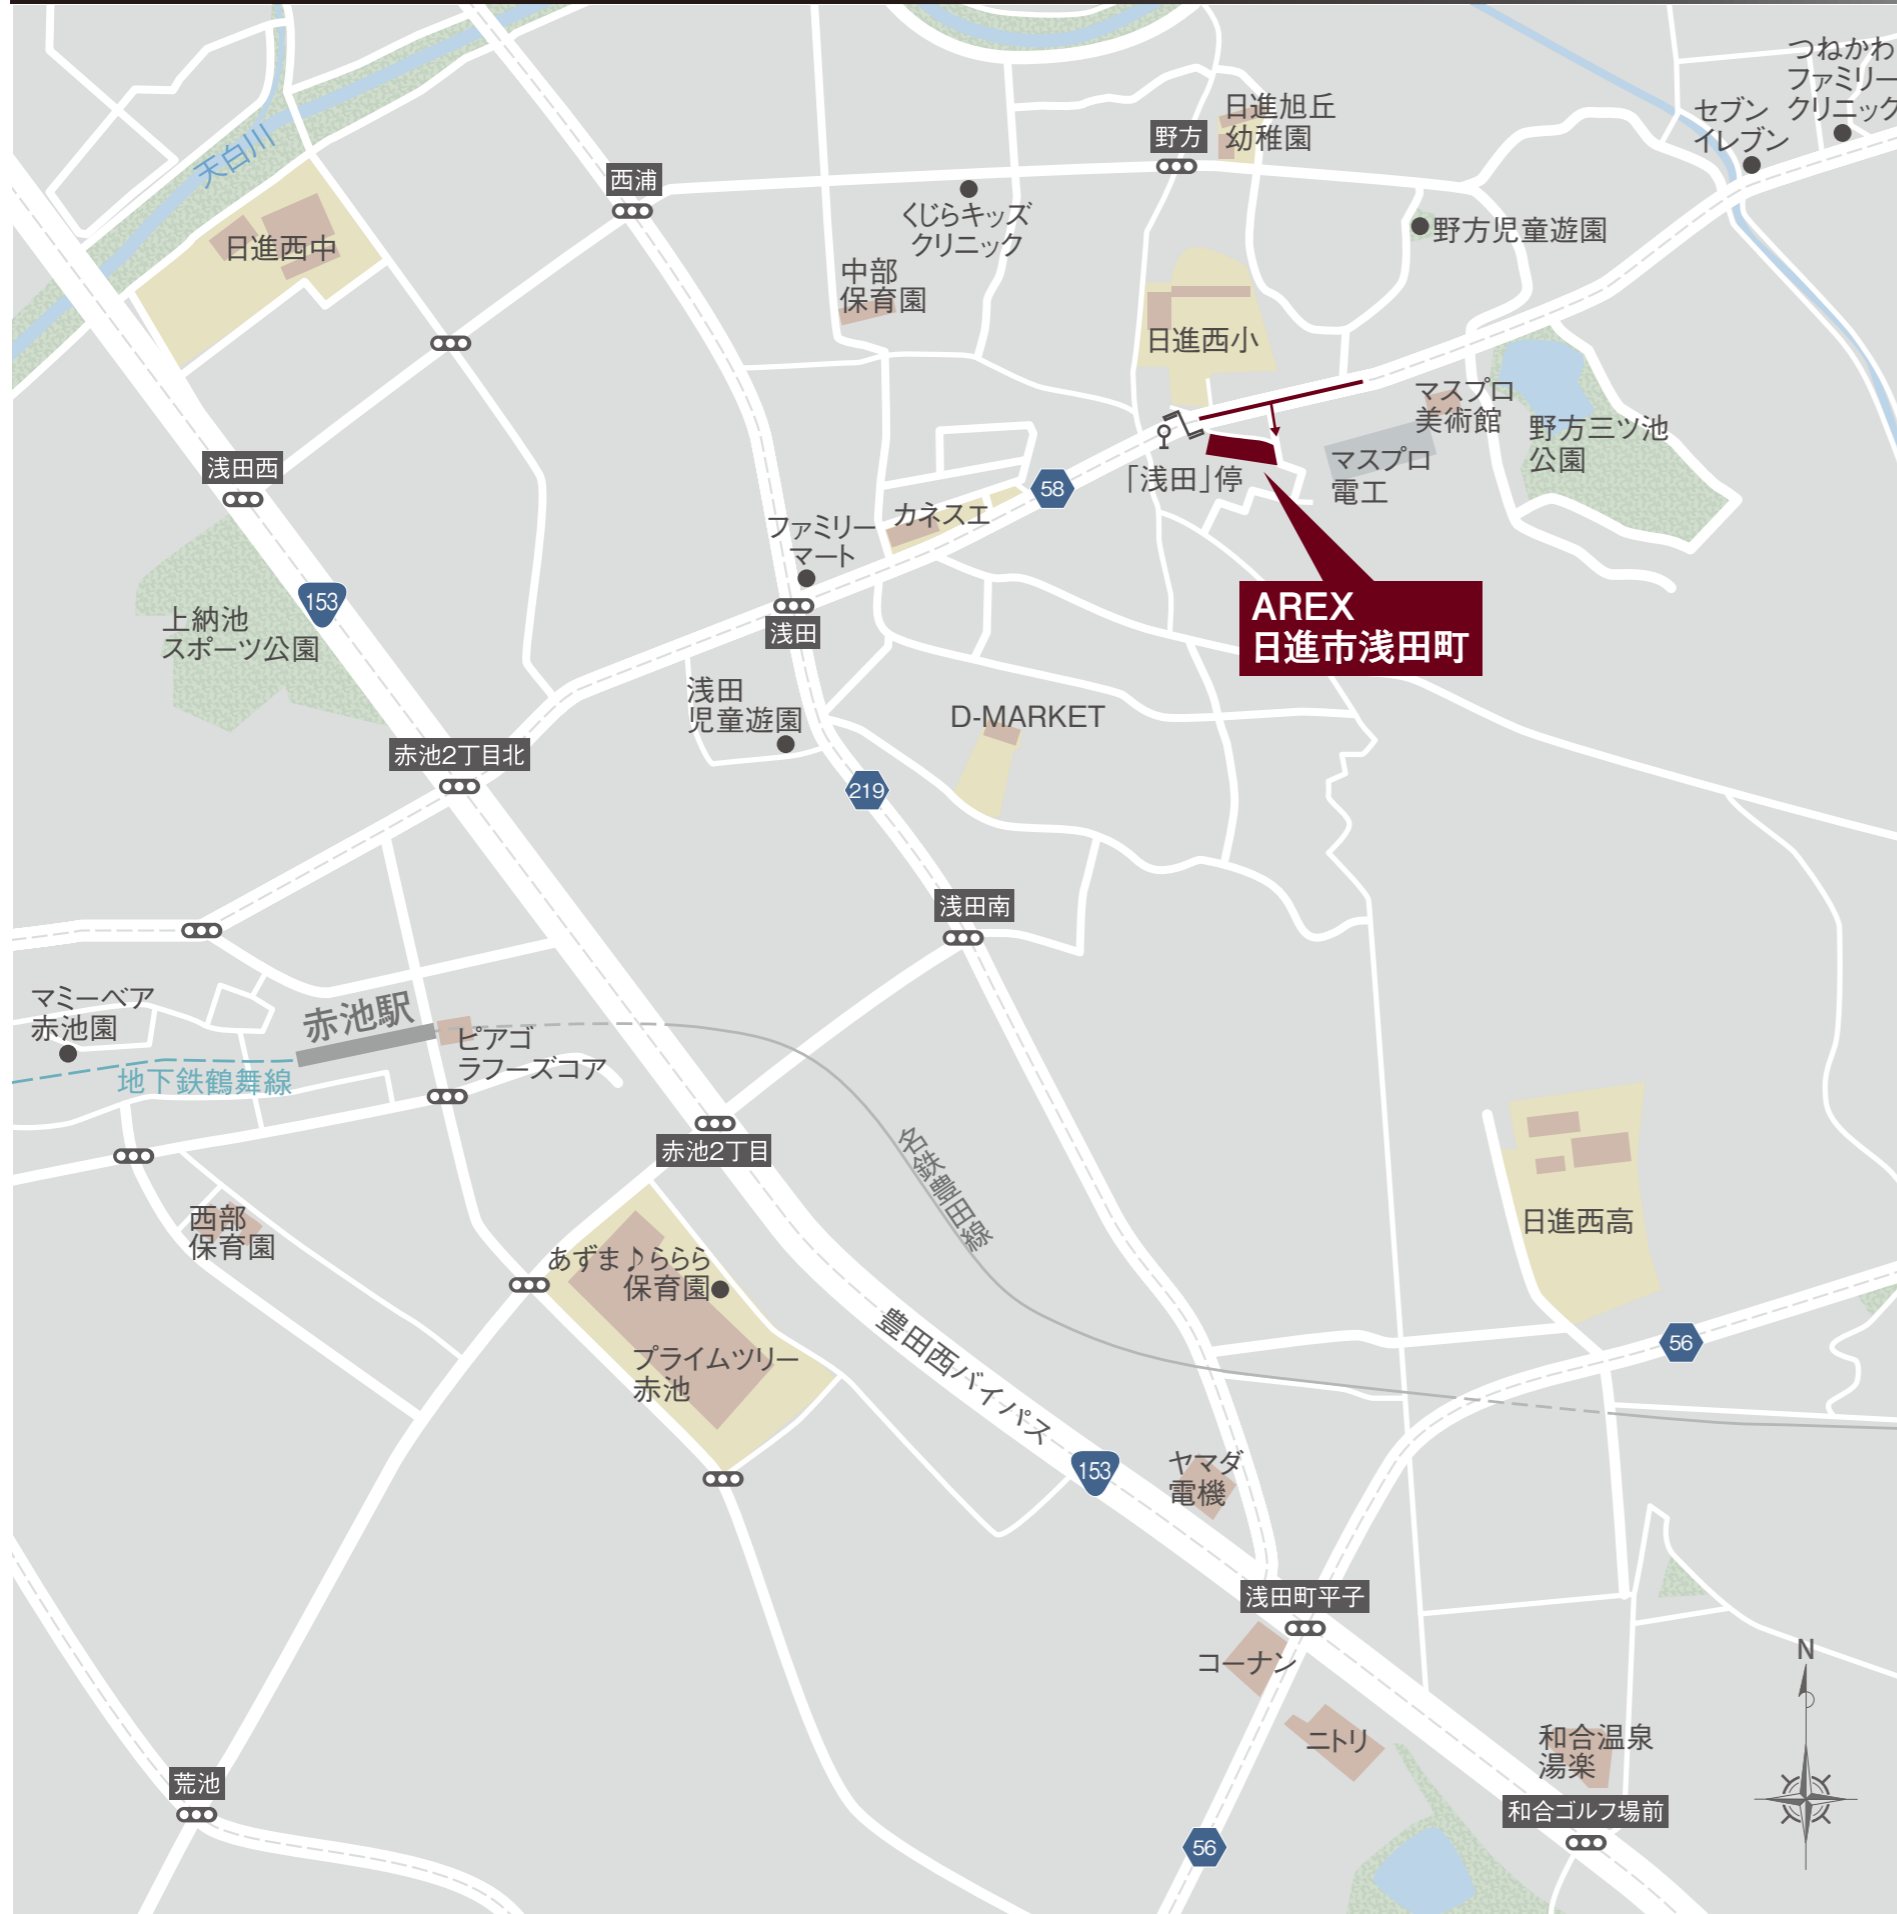 つねかわ
ファミリー
クリニック
セブン
イレブン
日進旭丘
幼稚園
野方
天白川
西浦
くじらキッズ
クリニック
野方児童遊園
日進西中
中部
保育園
日進西小
マスプロ
美術館
野方三ツ池
公園
マスプロ
電工
「浅田」停
浅田西
58
カネスエ
ファミリー
マート
153
浅田
上納池
スポーツ公園
AREX
日進市浅田町
浅田
児童遊園
D-MARKET
赤池2丁目北
219
浅田南
マミーベア
赤池園
赤池駅
ピアゴ
ラフーズコア
地下鉄鶴舞線
赤池2丁目
名鉄豊田線
西部
保育園
日進西高
あずま♪ららら
保育園
プライムツリー
赤池
豊田西バイパス
56
153
ヤマダ
電機
浅田町平子
コーナン
ニトリ
N
和合温泉
湯楽
荒池
和合ゴルフ場前
56